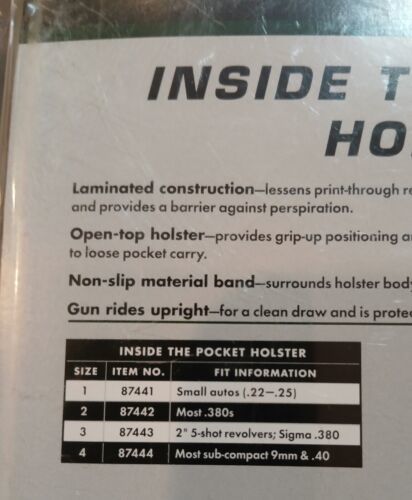 INSIDE T
HO
Laminated construction—lessens print-through re
and provides a barrier against perspiration.
Open-top holster—provides grip-up positioning a
to loose pocket carry.
Non-slip material band—surrounds holster body
Gun rides upright—for a clean draw and is prote
INSIDE THE POCKET HOLSTER
SIZE ITEM NO. FIT INFORMATION
1 87441 Small autos (.22–.25)
2 87442 Most .380s
3 87443 2" 5-shot revolvers; Sigma .380
4 87444 Most sub-compact 9mm & .40